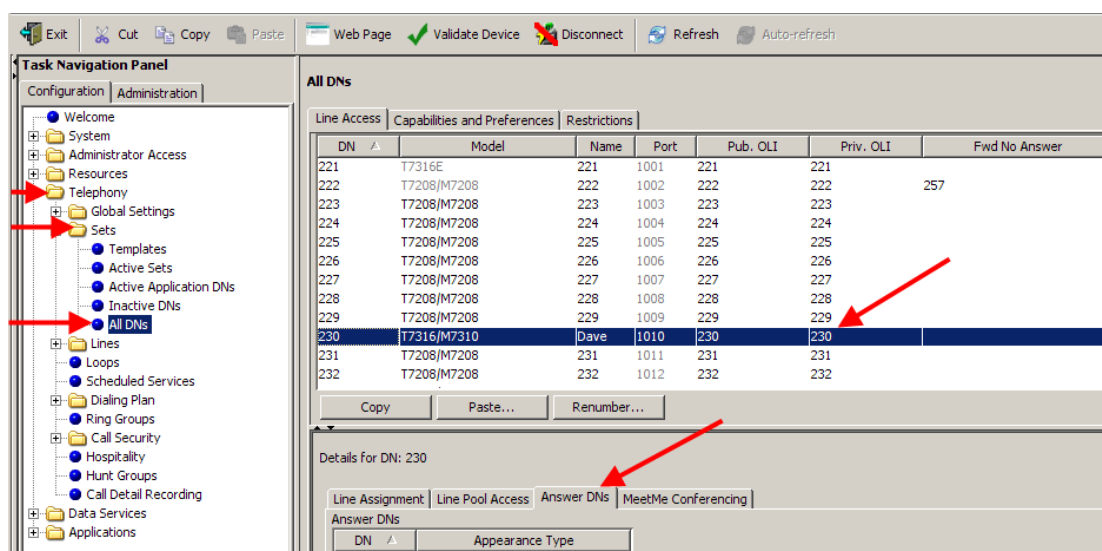 Exit Cut Copy Paste Web Page Validate Device Disconnect Refresh Auto-refresh
Task Navigation Panel
Configuration Administration
Welcome
System
Administrator Access
Resources
Telephony
Global Settings
Sets
Templates
Active Sets
Active Application DNs
Inactive DNs
All DNs
Lines
Loops
Scheduled Services
Dialing Plan
Ring Groups
Call Security
Hospitality
Hunt Groups
Call Detail Recording
Data Services
Applications
All DNs
Line Access Capabilities and Preferences Restrictions
DN Model Name Port Pub. OLI Priv. OLI Fwd No Answer
221 T7316E 221 1001 221 221
222 T7208/M7208 222 1002 222 222 257
223 T7208/M7208 223 1003 223 223
224 T7208/M7208 224 1004 224 224
225 T7208/M7208 225 1005 225 225
226 T7208/M7208 226 1006 226 226
227 T7208/M7208 227 1007 227 227
228 T7208/M7208 228 1008 228 228
229 T7208/M7208 229 1009 229 229
230 T7316/M7310 Dave 1010 230 230
231 T7208/M7208 231 1011 231 231
232 T7208/M7208 232 1012 232 232
Copy Paste... Renumber...
Details for DN: 230
Line Assignment Line Pool Access Answer DNs MeetMe Conferencing
Answer DNs
DN Appearance Type